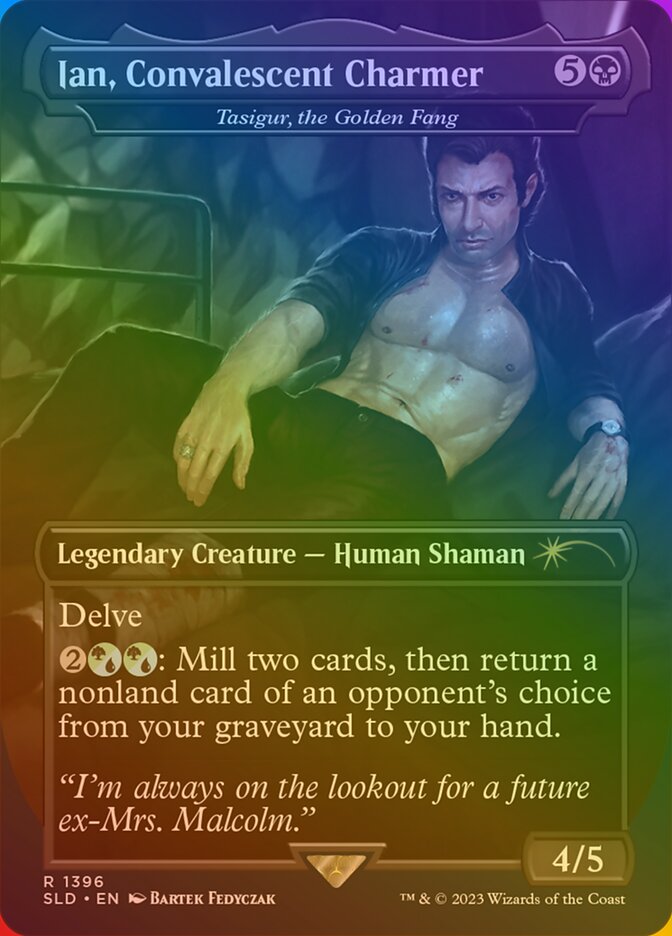 Ian, Convalescent Charmer 5
Tasigur, the Golden Fang
Legendary Creature — Human Shaman
Delve
2: Mill two cards, then return a
nonland card of an opponent's choice
from your graveyard to your hand.
“I'm always on the lookout for a future
ex-Mrs. Malcolm.”
4/5
R 1396
SLD • EN Bartek Fedyczak
™ & © 2023 Wizards of the Coast